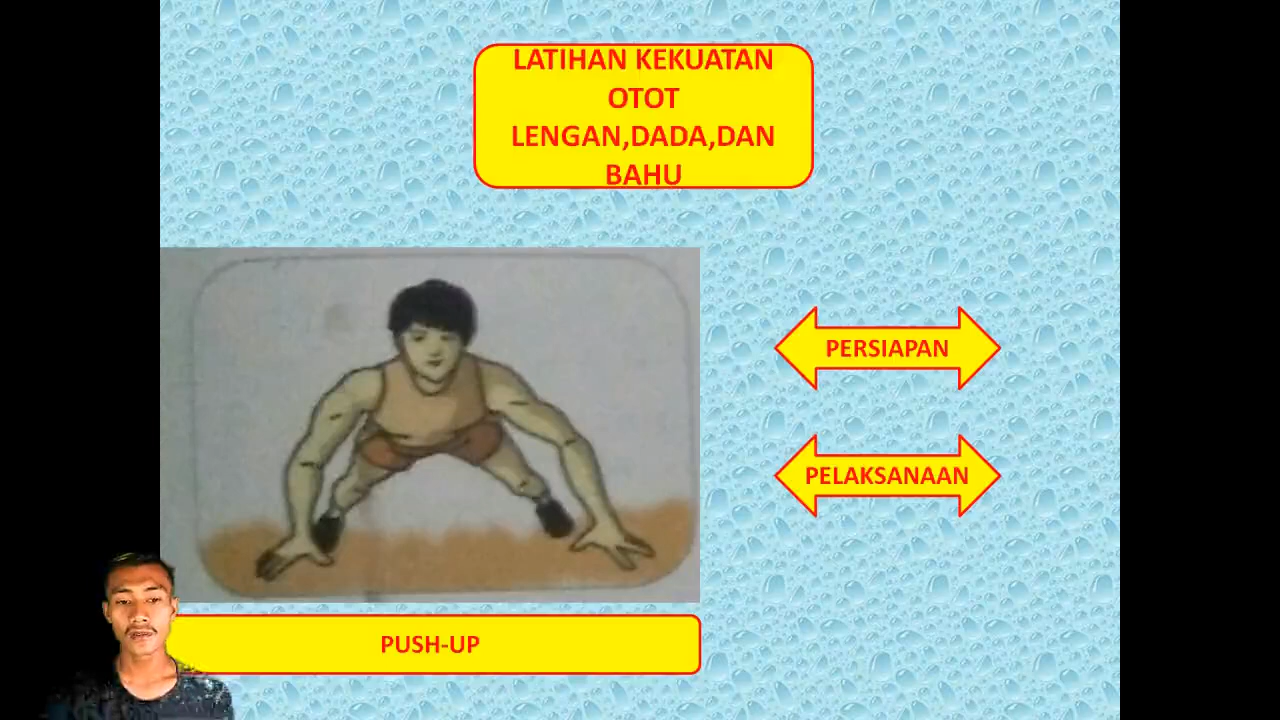 LATIHAN KEKUATAN
OTOT
LENGAN,DADA,DAN
BAHU
PERSIAPAN
PELAKSANAAN
PUSH-UP